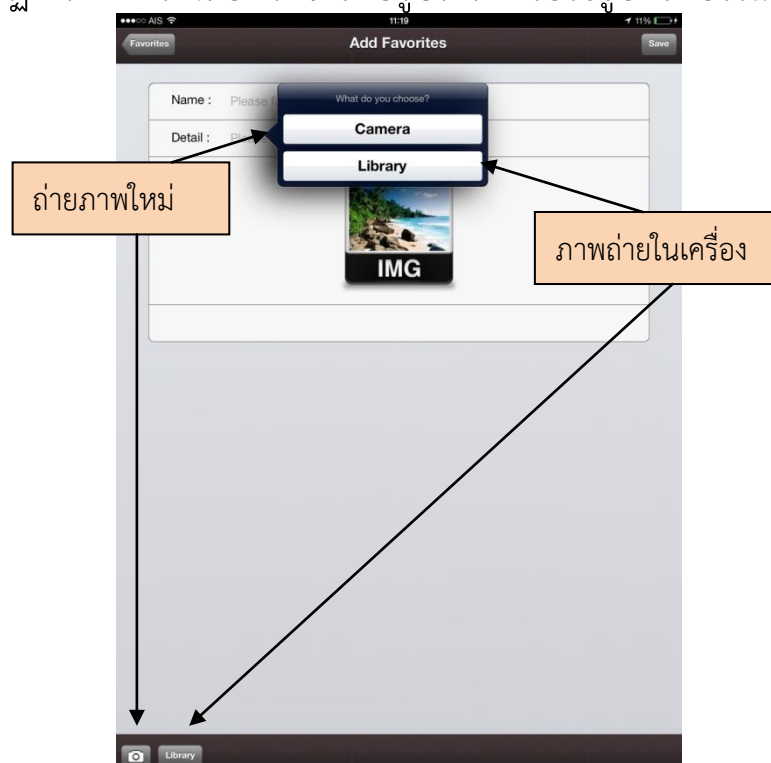 AIS 11:19 11%
Favorites Add Favorites Save
What do you choose?
Name : Please
Camera
Detail :
Library
ถ่ายภาพใหม่
ภาพถ่ายในเครื่อง
IMG
Library